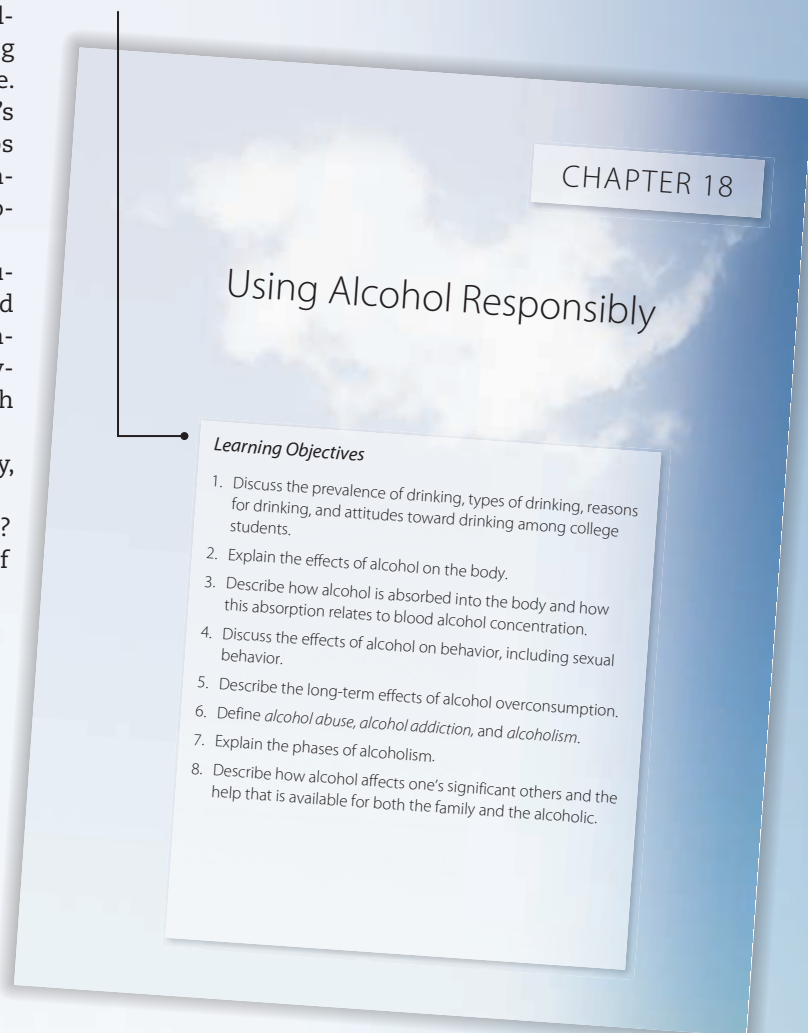 l-
g
e.
's
s
n-
o-
u-
d
n-
v-
h
y,
?
f
CHAPTER 18
Using Alcohol Responsibly
Learning Objectives
1. Discuss the prevalence of drinking, types of drinking, reasons
for drinking, and attitudes toward drinking among college
students.
2. Explain the effects of alcohol on the body.
3. Describe how alcohol is absorbed into the body and how
this absorption relates to blood alcohol concentration.
4. Discuss the effects of alcohol on behavior, including sexual
behavior.
5. Describe the long-term effects of alcohol overconsumption.
6. Define alcohol abuse, alcohol addiction, and alcoholism.
7. Explain the phases of alcoholism.
8. Describe how alcohol affects one's significant others and the
help that is available for both the family and the alcoholic.